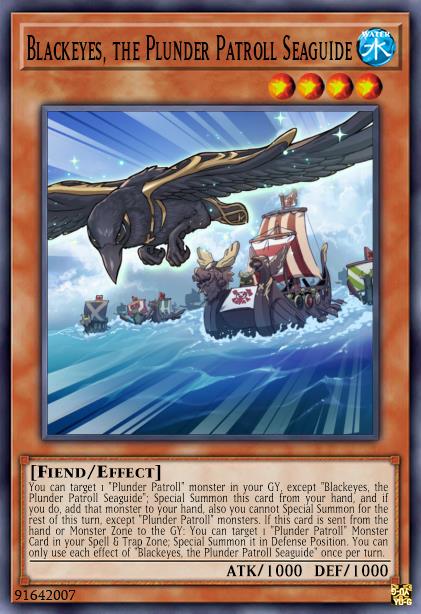 Blackeyes, the Plunder Patroll Seaguide
WATER
水
[Fiend/Effect]
You can target 1 "Plunder Patroll" monster in your GY, except "Blackeyes, the
Plunder Patroll Seaguide"; Special Summon this card from your hand, and if
you do, add that monster to your hand, also you cannot Special Summon for the
rest of this turn, except "Plunder Patroll" monsters. If this card is sent from the
hand or Monster Zone to the GY: You can target 1 "Plunder Patroll" Monster
Card in your Spell & Trap Zone; Special Summon it in Defense Position. You can
only use each effect of "Blackeyes, the Plunder Patroll Seaguide" once per turn.
ATK/1000 DEF/1000
91642007